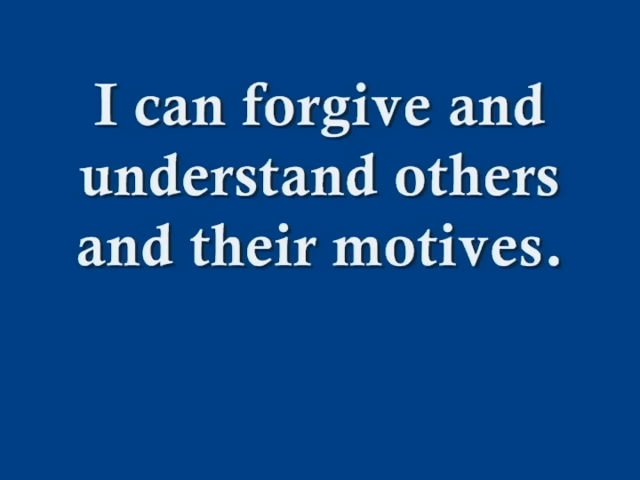 I can forgive and
understand others
and their motives.